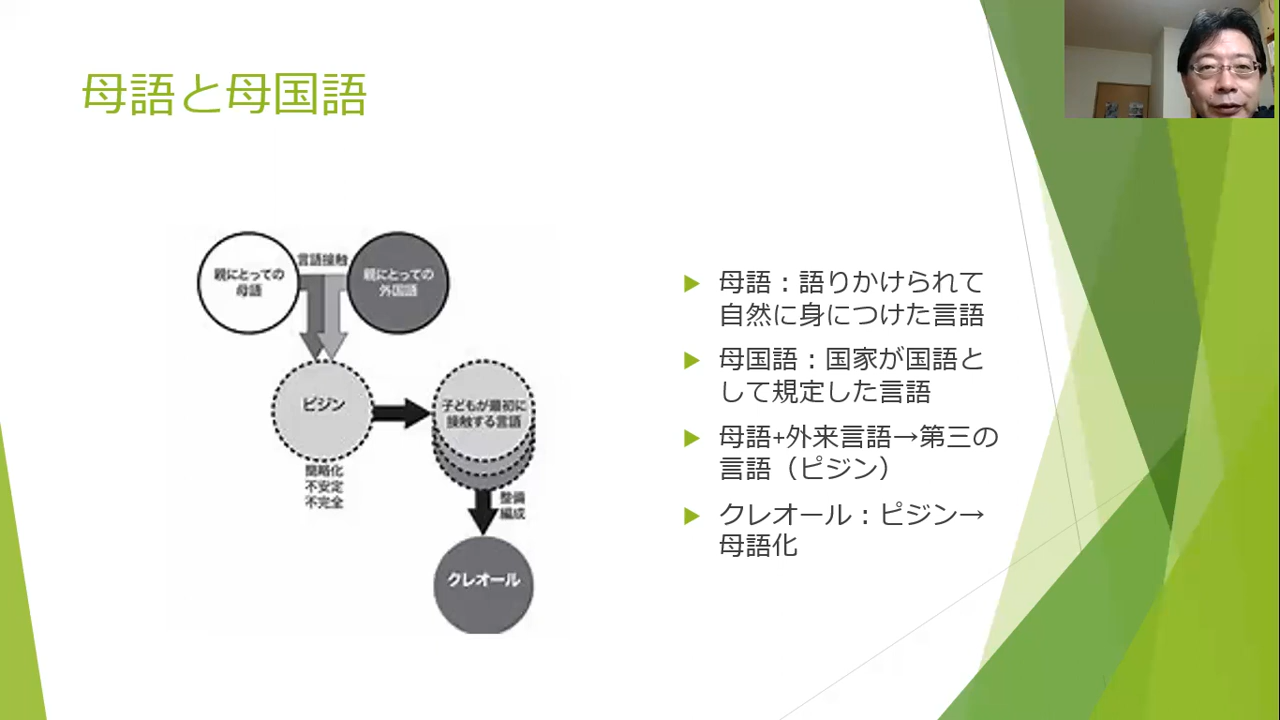 母語と母国語
親にとっての
母語
言語接触
親にとっての
外国語
ピジン
簡略化
不安定
不完全
子どもが最初に
接触する言語
整備
編成
クレオール
母語：語りかけられて
自然に身につけた言語
母国語：国家が国語と
して規定した言語
母語+外来言語→第三の
言語（ピジン）
クレオール：ピジン→
母語化